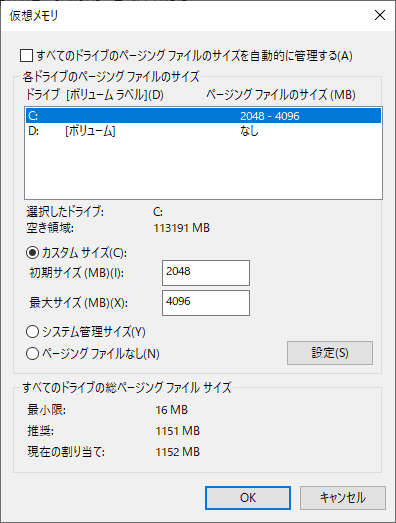 仮想メモリ
すべてのドライブのページング ファイルのサイズを自動的に管理する(A)
各ドライブのページング ファイルのサイズ
ドライブ [ボリューム ラベル](D) ページング ファイルのサイズ (MB)
C: 2048 - 4096
D: [ボリューム] なし
選択したドライブ: C:
空き領域: 113191 MB
カスタム サイズ(C):
初期サイズ (MB)(I): 2048
最大サイズ (MB)(X): 4096
システム管理サイズ(Y)
ページング ファイルなし(N) 設定(S)
すべてのドライブの総ページング ファイル サイズ
最小限: 16 MB
推奨: 1151 MB
現在の割り当て: 1152 MB
OK キャンセル